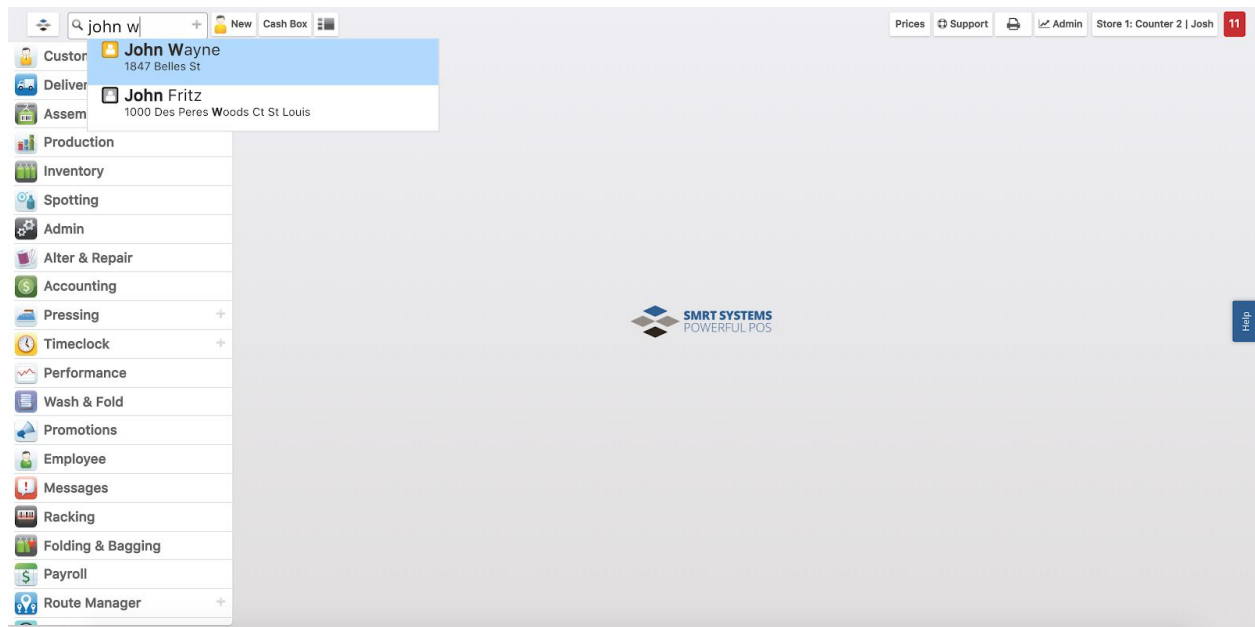 john w
New
Cash Box
Prices
Support
Admin
Store 1: Counter 2 | Josh
11
John Wayne
1847 Belles St
John Fritz
1000 Des Peres Woods Ct St Louis
Custor
Deliver
Assem
Production
Inventory
Spotting
Admin
Alter & Repair
Accounting
Pressing
Timeclock
Performance
Wash & Fold
Promotions
Employee
Messages
Racking
Folding & Bagging
Payroll
Route Manager
SMRT SYSTEMS
POWERFUL POS
Help